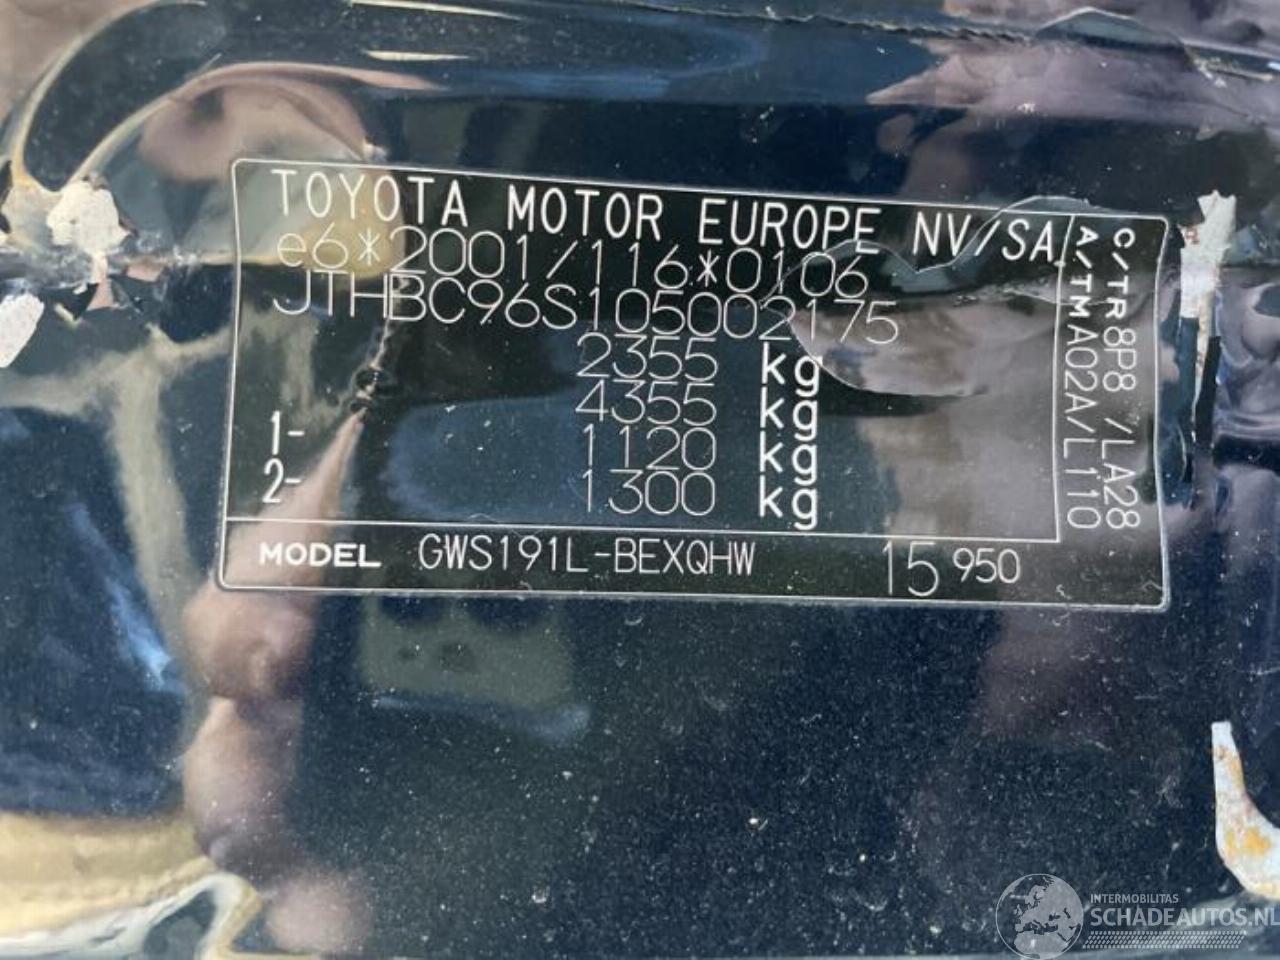 TOYOTA MOTOR EUROPE NV/SA
e6*2001/116*0106
JTHBC96S105002175
2355 kg
4355 kg
1- 1120 kg
2- 1300 kg
C/TR 8P8 /LA28
A/TM A02A/L110
MODEL GWS191L-BEXQHW 15 950
INTERMOBILITAS
SCHADEAUTOS.NL